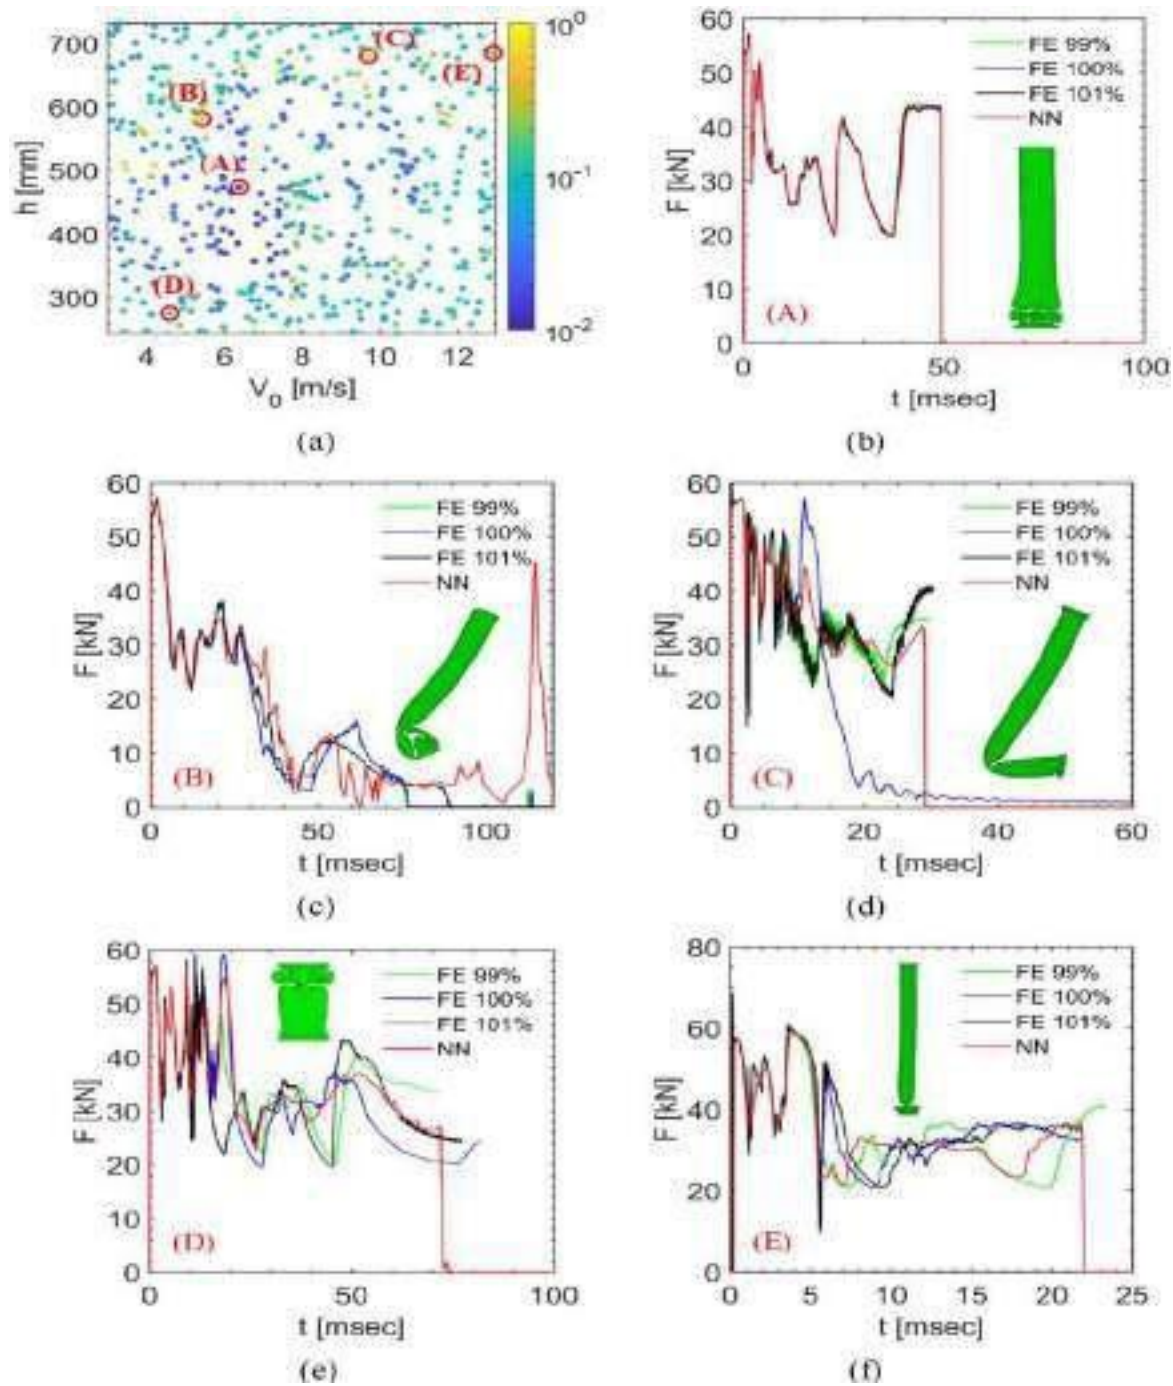 700
600
500
400
300
h [mm]
4 6 8 10 12
V0 [m/s]
10^0
10^-1
10^-2
(A)
(B)
(C)
(D)
(E)
(a)
60
50
40
30
20
10
0
F [kN]
FE 99%
FE 100%
FE 101%
NN
(A)
0 50 100
t [msec]
(b)
60
50
40
30
20
10
0
F [kN]
FE 99%
FE 100%
FE 101%
NN
(B)
0 50 100
t [msec]
(c)
60
50
40
30
20
10
0
F [kN]
FE 99%
FE 100%
FE 101%
NN
(C)
0 20 40 60
t [msec]
(d)
60
50
40
30
20
10
0
F [kN]
FE 99%
FE 100%
FE 101%
NN
(D)
0 50 100
t [msec]
(e)
80
60
40
20
0
F [kN]
FE 99%
FE 100%
FE 101%
NN
(E)
0 5 10 15 20 25
t [msec]
(f)